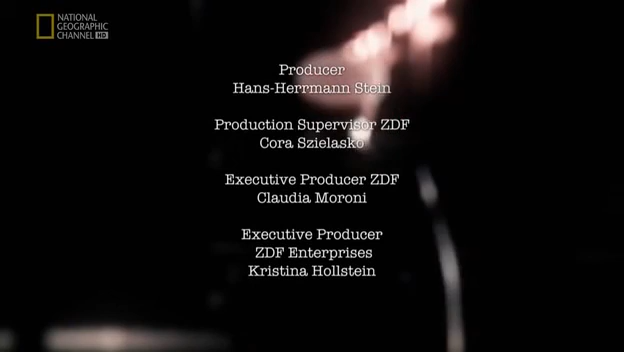 NATIONAL
GEOGRAPHIC
CHANNEL HD
Producer
Hans-Herrmann Stein
Production Supervisor ZDF
Cora Szielasko
Executive Producer ZDF
Claudia Moroni
Executive Producer
ZDF Enterprises
Kristina Hollstein